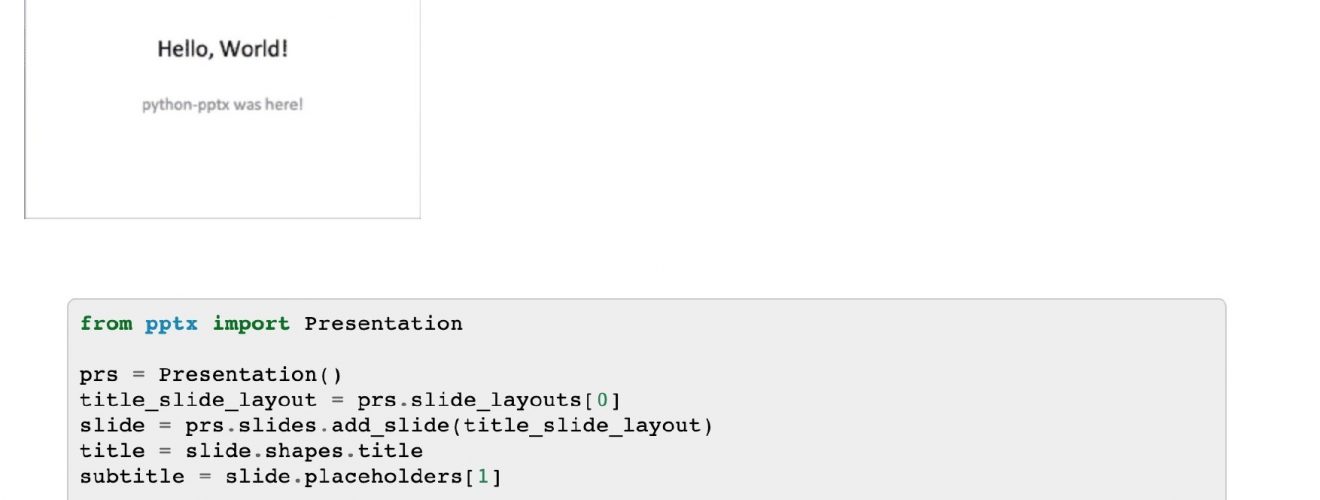 Hello, World!
python-pptx was here!
from pptx import Presentation
prs = Presentation()
title_slide_layout = prs.slide_layouts[0]
slide = prs.slides.add_slide(title_slide_layout)
title = slide.shapes.title
subtitle = slide.placeholders[1]